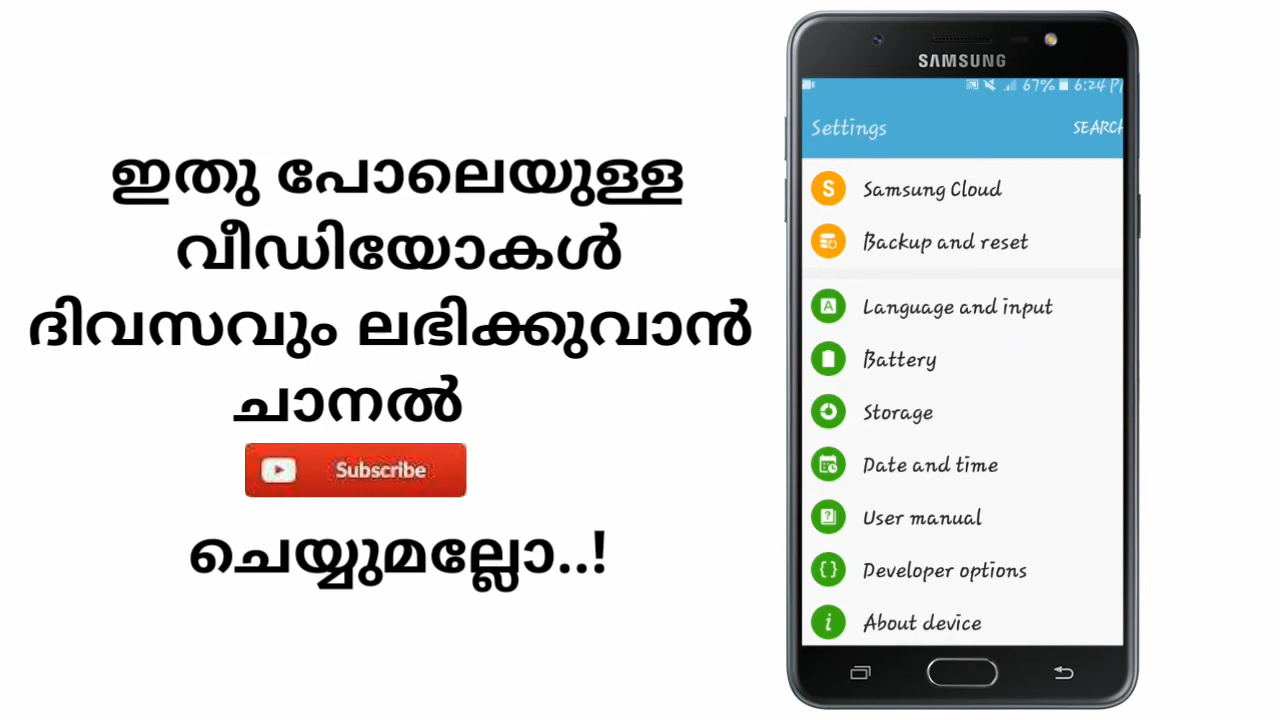 ഇതു പോലെയുള്ള
വീഡിയോകൾ
ദിവസവും ലഭിക്കുവാൻ
ചാനൽ
Subscribe
ചെയ്യുമല്ലോ..!
SAMSUNG
67% 6:24 P
Settings SEARCH
Samsung Cloud
Backup and reset
Language and input
Battery
Storage
Date and time
User manual
Developer options
About device